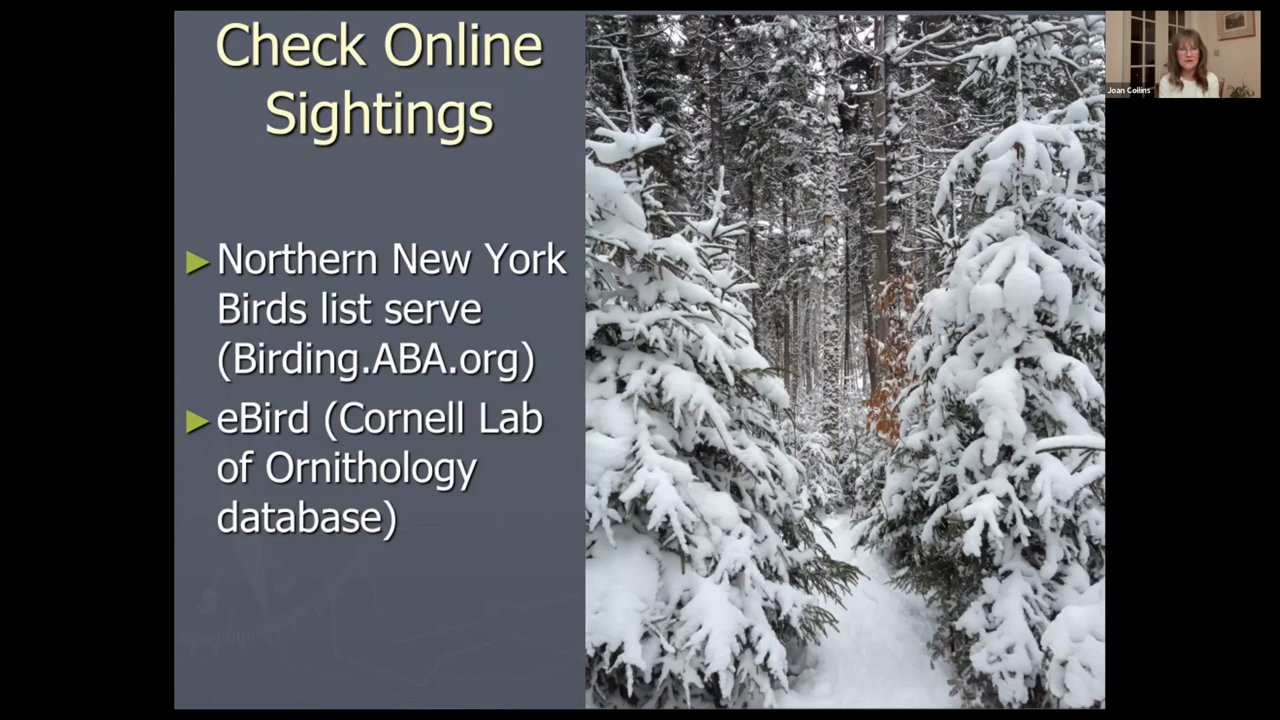 Check Online
Sightings
Northern New York
Birds list serve
(Birding.ABA.org)
eBird (Cornell Lab
of Ornithology
database)
Joan Collins